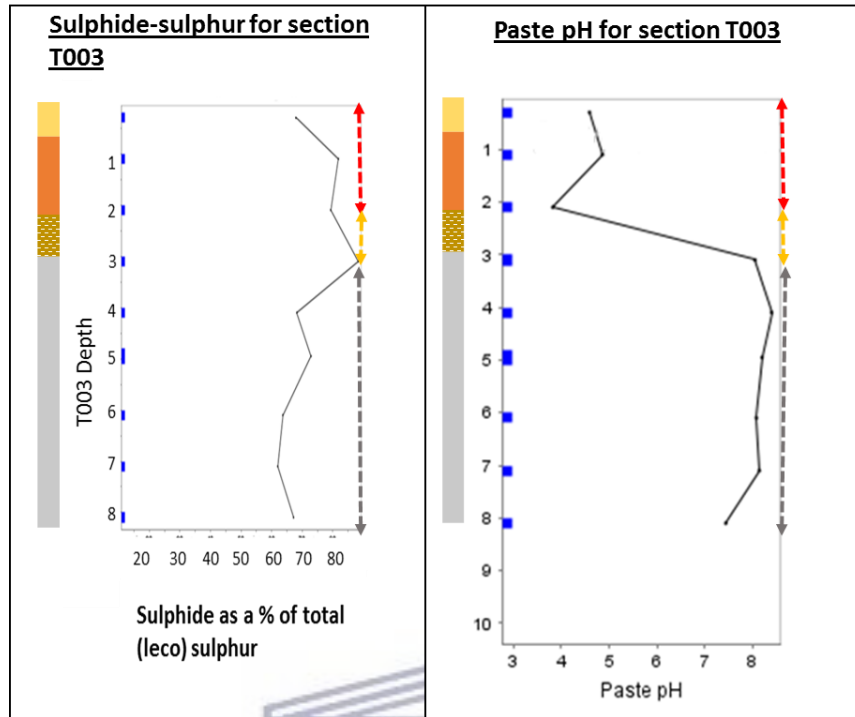 Sulphide-sulphur for section
T003
1
2
3
4
5
6
7
8
T003 Depth
20 30 40 50 60 70 80
Sulphide as a % of total
(leco) sulphur
Paste pH for section T003
1
2
3
4
5
6
7
8
9
10
3 4 5 6 7 8
Paste pH